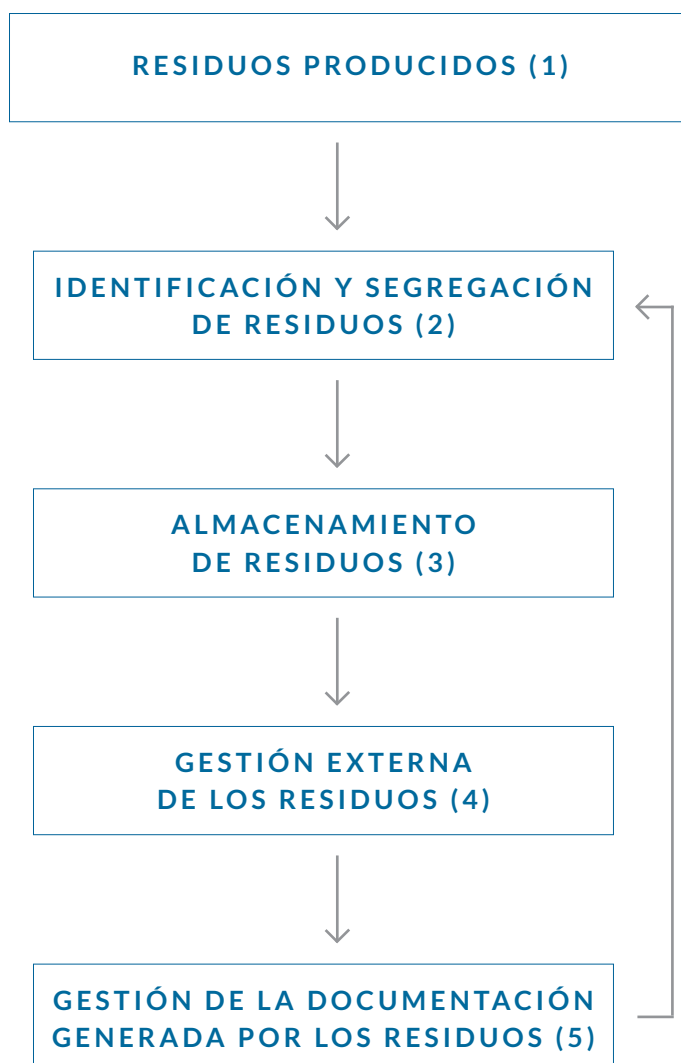 RESIDUOS PRODUCIDOS (1)
IDENTIFICACIÓN Y SEGREGACIÓN
DE RESIDUOS (2)
ALMACENAMIENTO
DE RESIDUOS (3)
GESTIÓN EXTERNA
DE LOS RESIDUOS (4)
GESTIÓN DE LA DOCUMENTACIÓN
GENERADA POR LOS RESIDUOS (5)